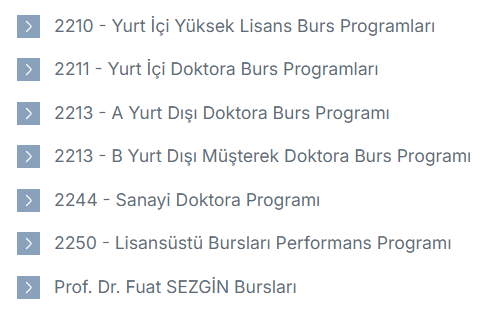 2210 - Yurt İçi Yüksek Lisans Burs Programları
2211 - Yurt İçi Doktora Burs Programları
2213 - A Yurt Dışı Doktora Burs Programı
2213 - B Yurt Dışı Müşterek Doktora Burs Programı
2244 - Sanayi Doktora Programı
2250 - Lisansüstü Bursları Performans Programı
Prof. Dr. Fuat SEZGİN Bursları